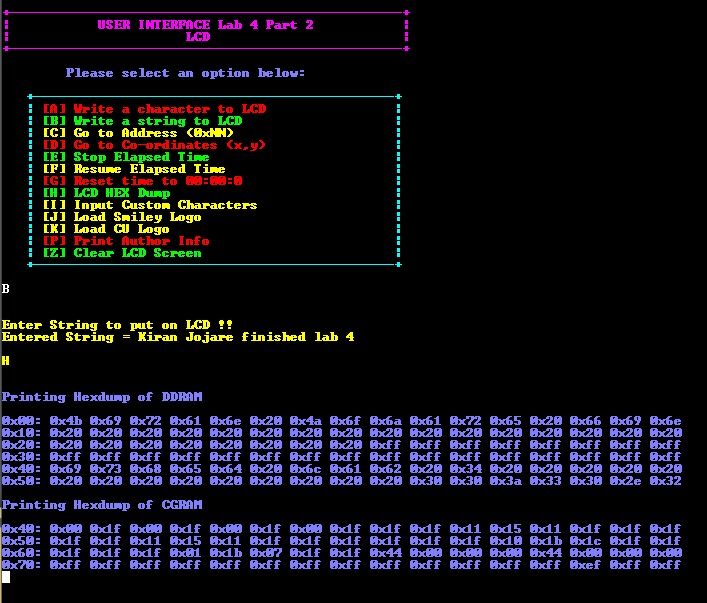 USER INTERFACE Lab 4 Part 2
LCD
Please select an option below:
[A] Write a character to LCD
[B] Write a string to LCD
[C] Go to Address (0xNN)
[D] Go to Co-ordinates (x,y)
[E] Stop Elapsed Time
[F] Resume Elapsed Time
[G] Reset time to 00:00:0
[H] LCD HEX Dump
[I] Input Custom Characters
[J] Load Smiley Logo
[K] Load CU Logo
[P] Print Author Info
[Z] Clear LCD Screen
B
Enter String to put on LCD !!
Entered String = Kiran Jojare finished lab 4
H
Printing Hexdump of DDRAM
0x00: 0x4b 0x69 0x72 0x61 0x6e 0x20 0x4a 0x6f 0x6a 0x61 0x72 0x65 0x20 0x66 0x69 0x6e
0x10: 0x20 0x20 0x20 0x20 0x20 0x20 0x20 0x20 0x20 0x20 0x20 0x20 0x20 0x20 0x20 0x20
0x20: 0x20 0x20 0x20 0x20 0x20 0x20 0x20 0x20 0xff 0xff 0xff 0xff 0xff 0xff 0xff 0xff
0x30: 0xff 0xff 0xff 0xff 0xff 0xff 0xff 0xff 0xff 0xff 0xff 0xff 0xff 0xff 0xff 0xff
0x40: 0x69 0x73 0x68 0x65 0x64 0x20 0x6c 0x61 0x62 0x20 0x34 0x20 0x20 0x20 0x20 0x20
0x50: 0x20 0x20 0x20 0x20 0x20 0x20 0x20 0x20 0x20 0x30 0x30 0x3a 0x33 0x30 0x2e 0x32
Printing Hexdump of CGRAM
0x40: 0x00 0x1f 0x00 0x1f 0x00 0x1f 0x00 0x1f 0x1f 0x1f 0x11 0x15 0x11 0x1f 0x1f 0x1f
0x50: 0x1f 0x1f 0x11 0x15 0x11 0x1f 0x1f 0x1f 0x1f 0x1f 0x1f 0x10 0x1b 0x1c 0x1f 0x1f
0x60: 0x1f 0x1f 0x1f 0x01 0x1b 0x07 0x1f 0x1f 0x44 0x00 0x00 0x00 0x44 0x00 0x00 0x00
0x70: 0xff 0xff 0xff 0xff 0xff 0xff 0xff 0xff 0xff 0xff 0xff 0xff 0xff 0xef 0xff 0xff